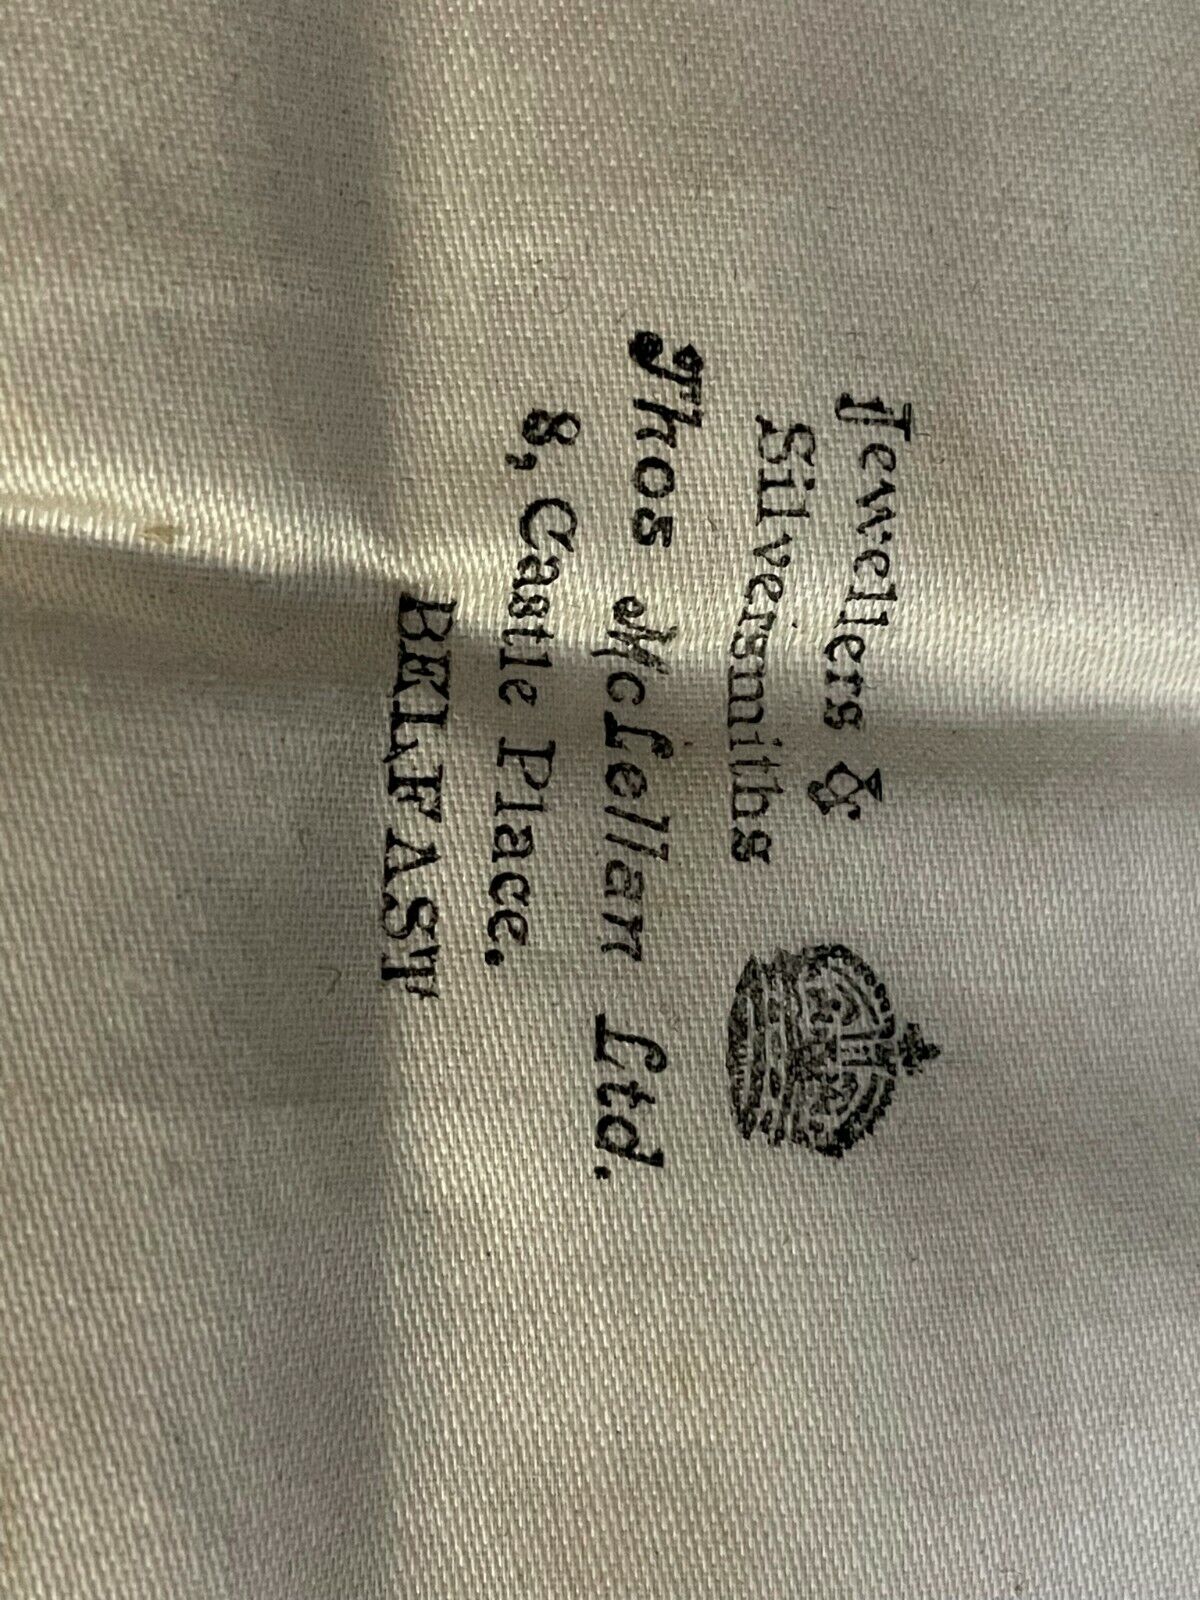 Jewellers &
Silversmiths
Thos McLellan Ltd.
8, Castle Place.
BELFAST